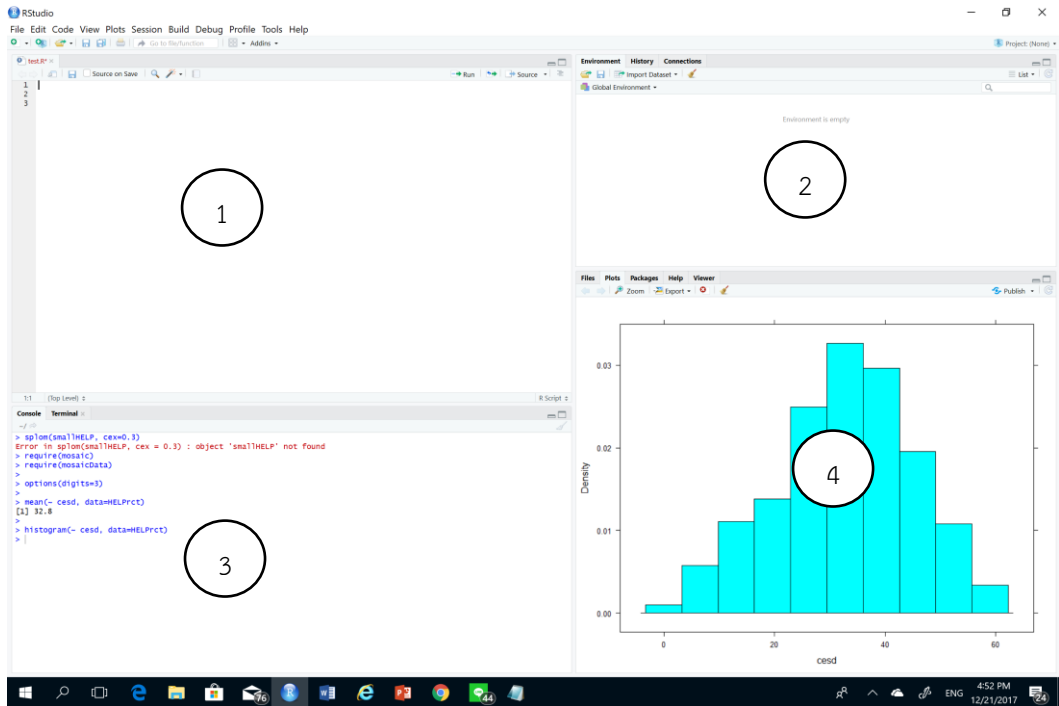 RStudio
File Edit Code View Plots Session Build Debug Profile Tools Help
Go to file/function Addins
Project: (None)
test.R*
Source on Save Run Source
1
2
3
1
1:1 (Top Level) R Script
Console Terminal
~/
> splom(smallHELP, cex=0.3)
Error in splom(smallHELP, cex = 0.3) : object 'smallHELP' not found
> require(mosaic)
> require(mosaicData)
>
> options(digits=3)
>
> mean(~ cesd, data=HELPrct)
[1] 32.8
>
> histogram(~ cesd, data=HELPrct)
>
3
Environment History Connections
Import Dataset List
Global Environment
Environment is empty
2
Files Plots Packages Help Viewer
Zoom Export Publish
0.03
0.02
0.01
0.00
Density
4
0 20 40 60
cesd
76 44 ENG 4:52 PM
12/21/2017 24